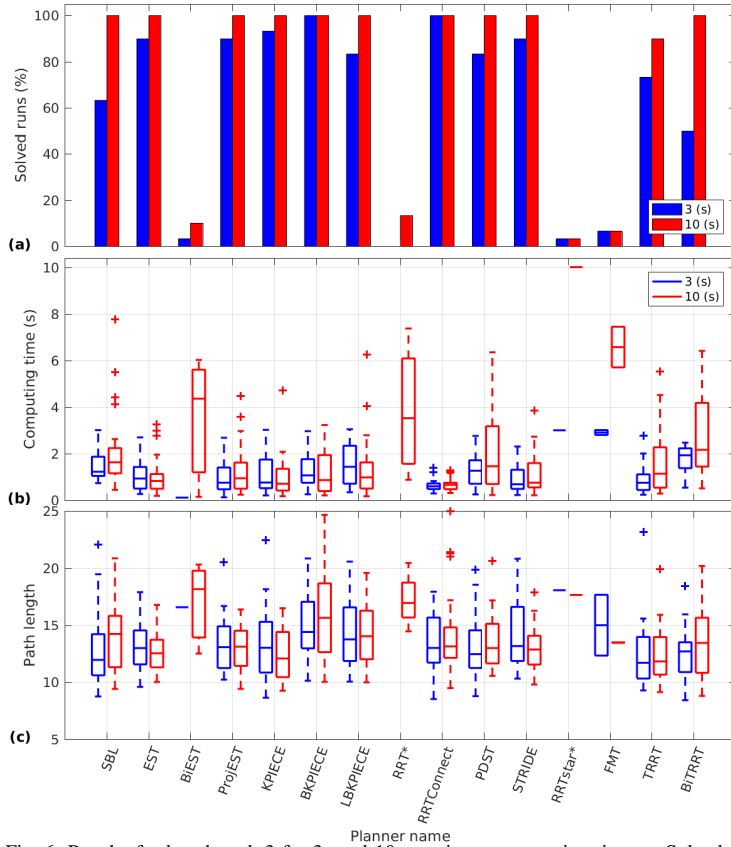 100
80
60
40
20
0
Solved runs (%)
3 (s)
10 (s)
(a)
10
8
6
4
2
0
Computing time (s)
3 (s)
10 (s)
(b)
25
20
15
10
5
Path length
(c)
SBL
EST
BiEST
ProjEST
KPIECE
BKPIECE
LBKPIECE
RRT*
RRTConnect
PDST
STRIDE
RRTstar*
FMT
TRRT
BiTRRT
Planner name